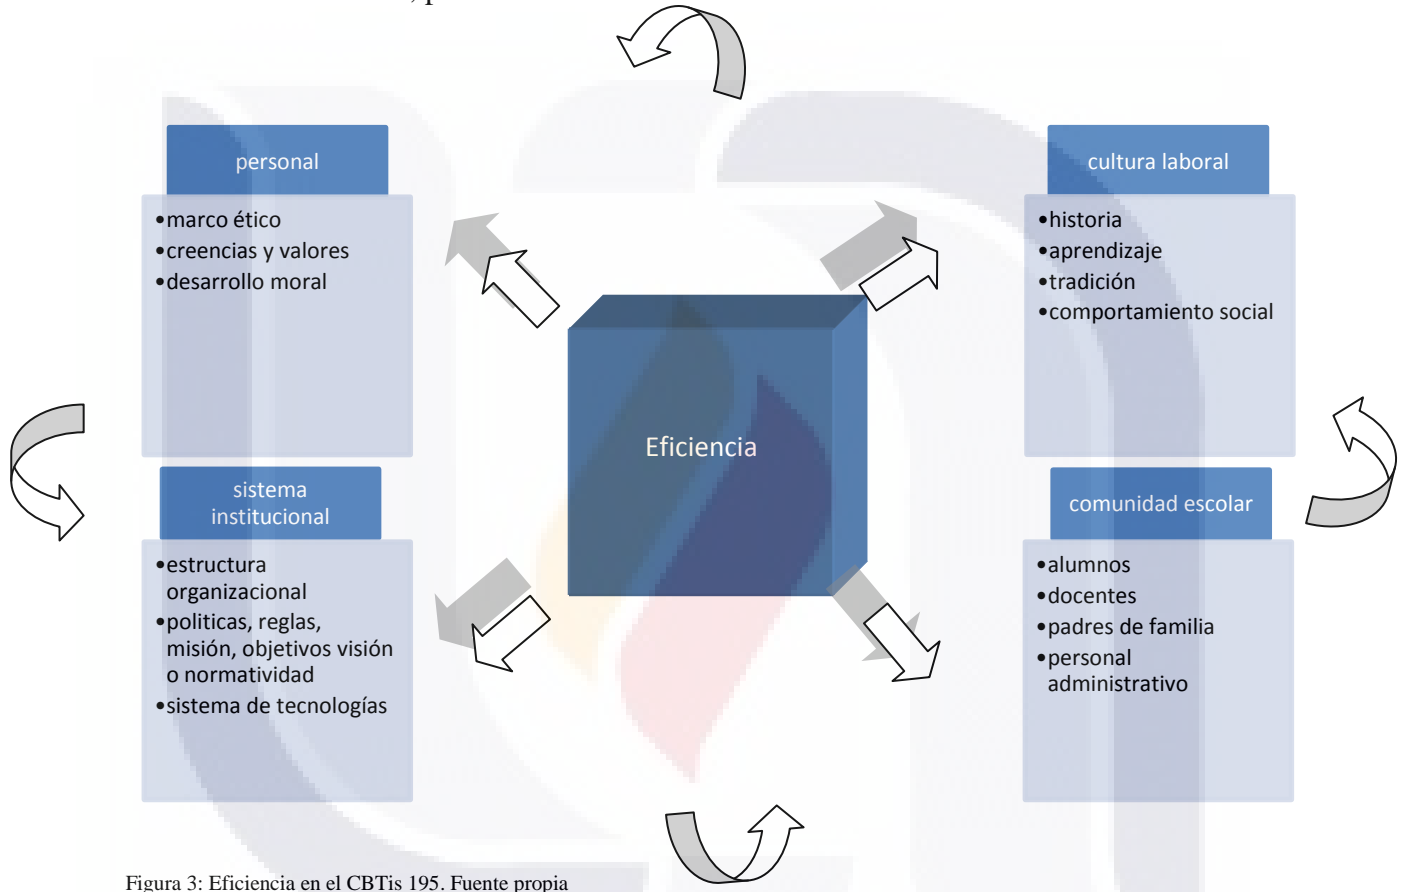 personal
•marco ético
•creencias y valores
•desarrollo moral
cultura laboral
•historia
•aprendizaje
•tradición
•comportamiento social
Eficiencia
sistema
institucional
•estructura
organizacional
•politicas, reglas,
misión, objetivos visión
o normatividad
•sistema de tecnologías
comunidad escolar
•alumnos
•docentes
•padres de familia
•personal
administrativo
Figura 3: Eficiencia en el CBTis 195. Fuente propia